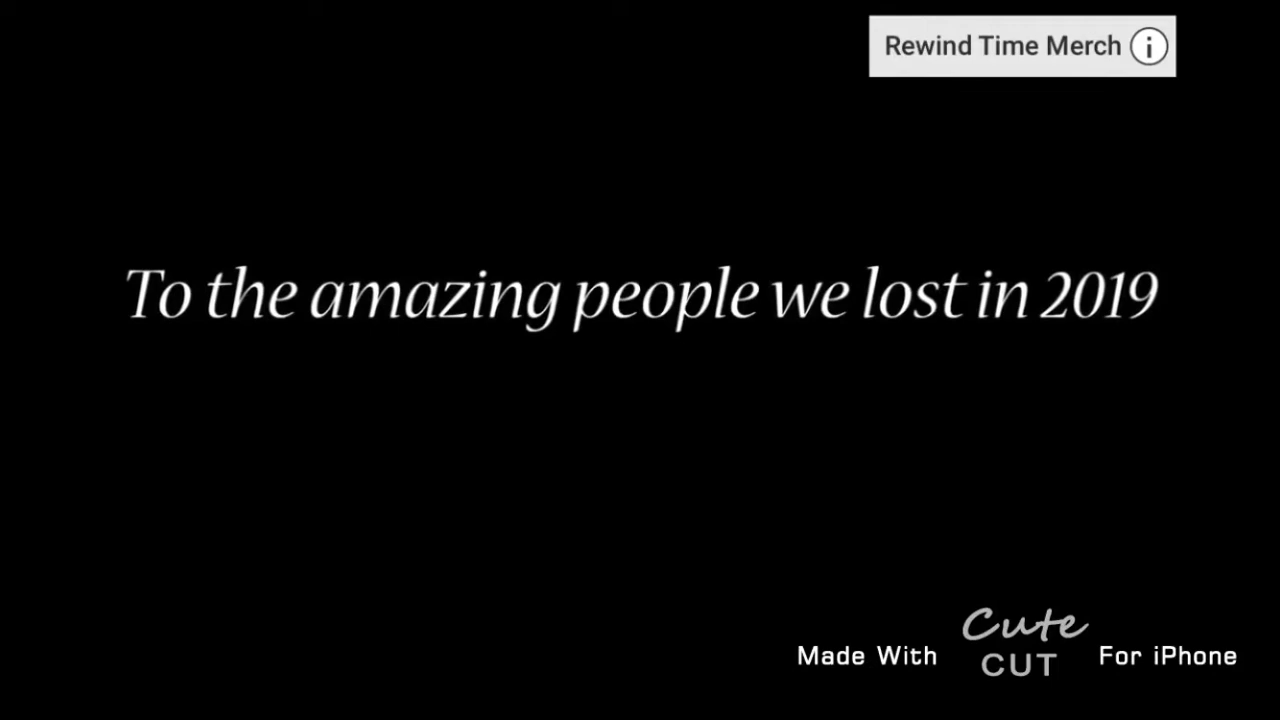 Rewind Time Merch i
To the amazing people we lost in 2019
Cute
Made With CUT For iPhone